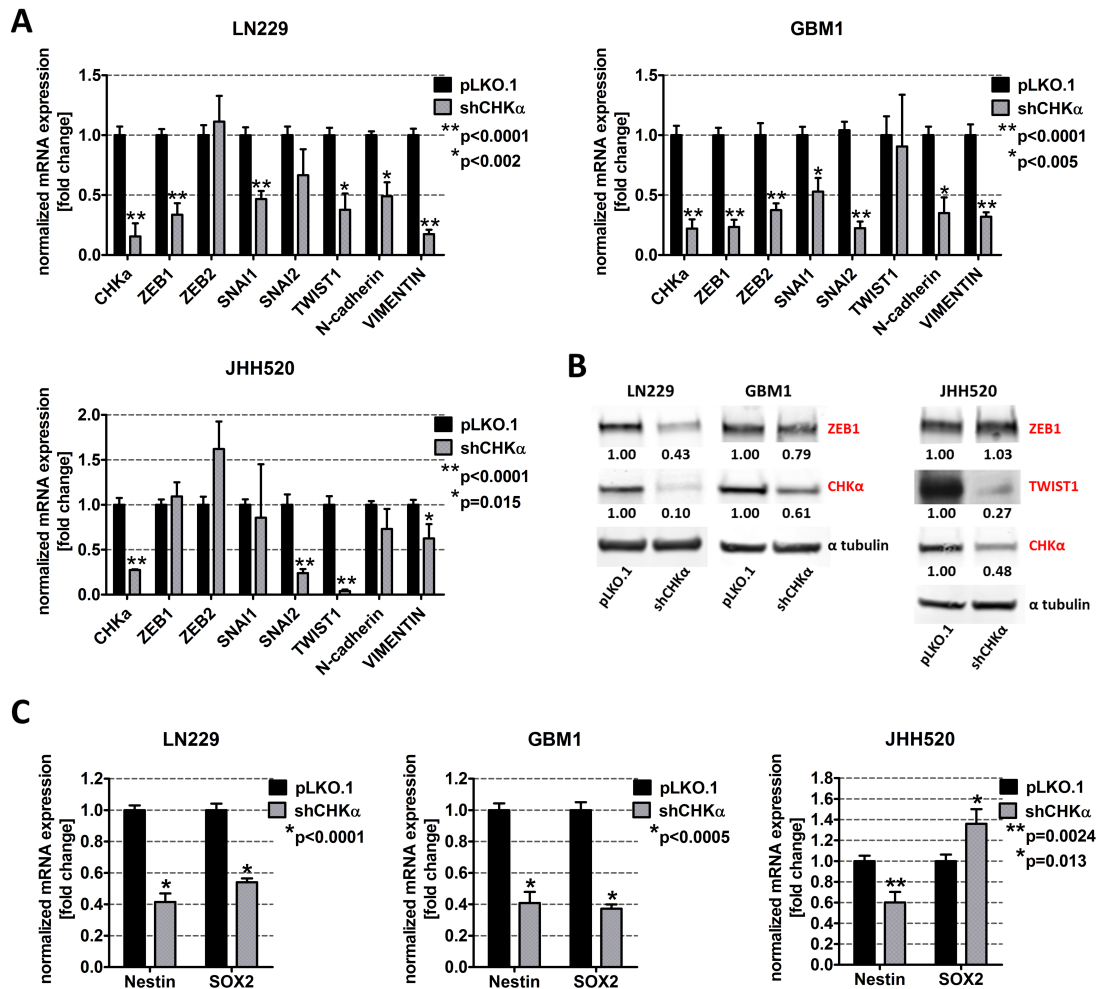 A
LN229
normalized mRNA expression
[fold change]
1.5
1.0
0.5
0.0
pLKO.1
shCHKα
**p<0.0001
*p<0.002
**
**
**
*
*
**
CHKa
ZEB1
ZEB2
SNAI1
SNAI2
TWIST1
N-cadherin
VIMENTIN
GBM1
normalized mRNA expression
[fold change]
1.5
1.0
0.5
0.0
pLKO.1
shCHKα
**p<0.0001
*p<0.005
**
**
**
*
**
*
**
CHKa
ZEB1
ZEB2
SNAI1
SNAI2
TWIST1
N-cadherin
VIMENTIN
JHH520
normalized mRNA expression
[fold change]
2.0
1.5
1.0
0.5
0.0
pLKO.1
shCHKα
**p<0.0001
*p=0.015
**
**
**
*
CHKa
ZEB1
ZEB2
SNAI1
SNAI2
TWIST1
N-cadherin
VIMENTIN
B
LN229 GBM1
ZEB1
1.00 0.43 1.00 0.79
CHKα
1.00 0.10 1.00 0.61
α tubulin
pLKO.1 shCHKα pLKO.1 shCHKα
JHH520
ZEB1
1.00 1.03
TWIST1
1.00 0.27
CHKα
1.00 0.48
α tubulin
pLKO.1 shCHKα
C
LN229
normalized mRNA expression
[fold change]
1.2
1.0
0.8
0.6
0.4
0.2
0.0
pLKO.1
shCHKα
*p<0.0001
*
*
Nestin SOX2
GBM1
normalized mRNA expression
[fold change]
1.2
1.0
0.8
0.6
0.4
0.2
0.0
pLKO.1
shCHKα
*p<0.0005
*
*
Nestin SOX2
JHH520
normalized mRNA expression
[fold change]
1.8
1.6
1.4
1.2
1.0
0.8
0.6
0.4
0.2
0.0
pLKO.1
shCHKα
**p=0.0024
*p=0.013
**
*
Nestin SOX2